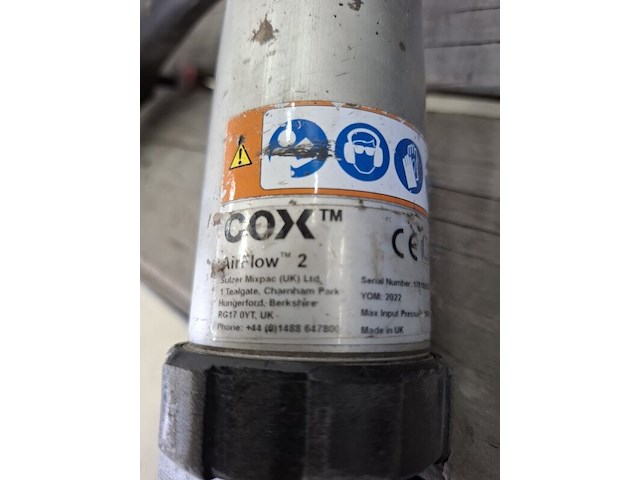 COX™
AirFlow™ 2
Sulzer Mixpac (UK) Ltd
1 Tealgate, Charnham Park
Hungerford, Berkshire
RG17 0YT, UK
Phone: +44 (0)1488 647800
CE
Serial Number:
YOM: 2022
Max Input
Made in UK